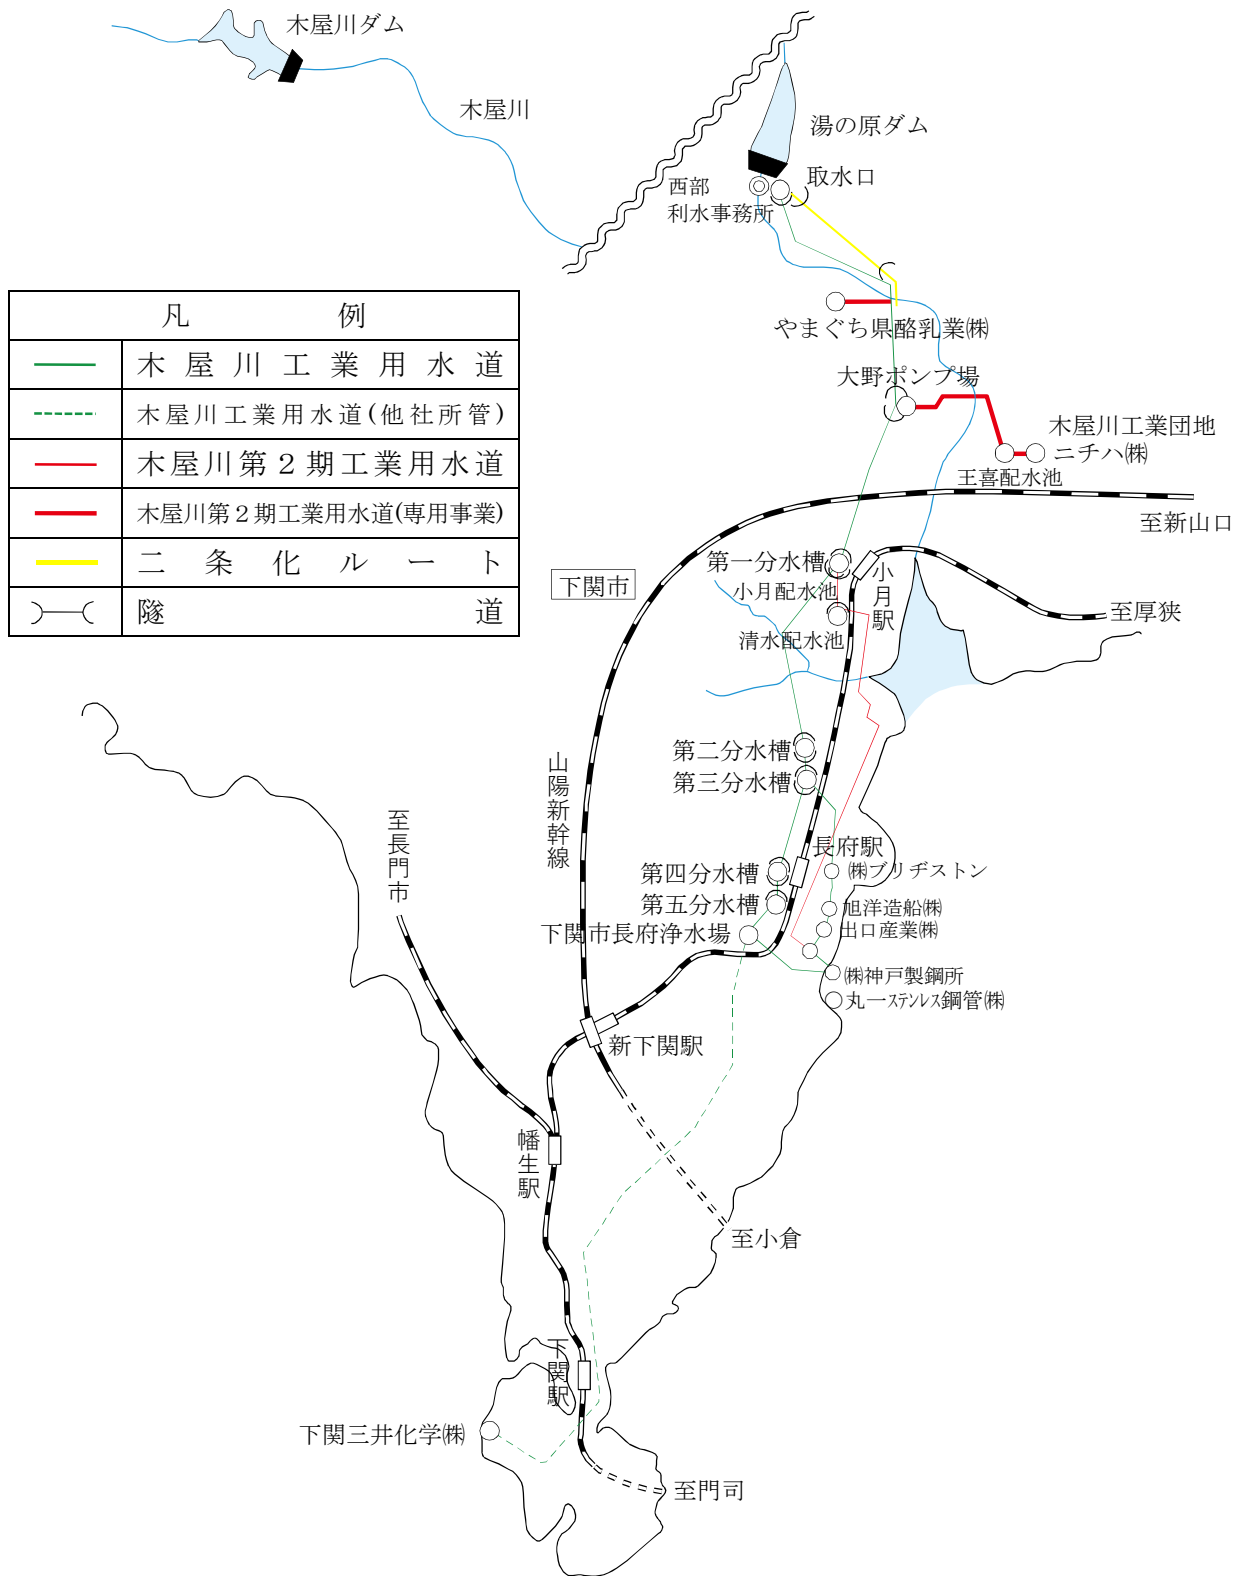 木屋川ダム
木屋川
湯の原ダム
取水口
西部
利水事務所
凡例
木屋川工業用水道
木屋川工業用水道(他社所管)
木屋川第2期工業用水道
木屋川第2期工業用水道(専用事業)
二条化ルート
隧道
やまぐち県酪乳業㈱
大野ポンプ場
木屋川工業団地
ニチハ㈱
王喜配水池
至新山口
第一分水槽
小月配水池
小月駅
清水配水池
至厚狭
下関市
第二分水槽
第三分水槽
山陽新幹線
至長門市
長府駅
第四分水槽
㈱ブリヂストン
第五分水槽
旭洋造船㈱
出口産業㈱
下関市長府浄水場
㈱神戸製鋼所
丸一ステンレス鋼管㈱
新下関駅
幡生駅
至小倉
下関駅
下関三井化学㈱
至門司